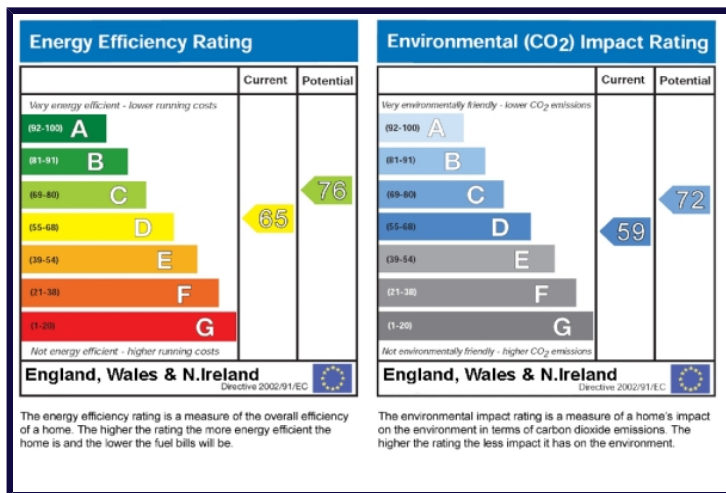 Energy Efficiency Rating
Current Potential
Very energy efficient - lower running costs
(92-100) A
(81-91) B
(69-80) C
76
(55-68) D
65
(39-54) E
(21-38) F
(1-20) G
Not energy efficient - higher running costs
England, Wales & N.Ireland
Directive 2002/91/EC
The energy efficiency rating is a measure of the overall efficiency
of a home. The higher the rating the more energy efficient the
home is and the lower the fuel bills will be.
Environmental (CO2) Impact Rating
Current Potential
Very environmentally friendly - lower CO2 emissions
(92-100) A
(81-91) B
(69-80) C
72
(55-68) D
59
(39-54) E
(21-38) F
(1-20) G
Not environmentally friendly - higher CO2 emissions
England, Wales & N.Ireland
Directive 2002/91/EC
The environmental impact rating is a measure of a home's impact
on the environment in terms of carbon dioxide emissions. The
higher the rating the less impact it has on the environment.